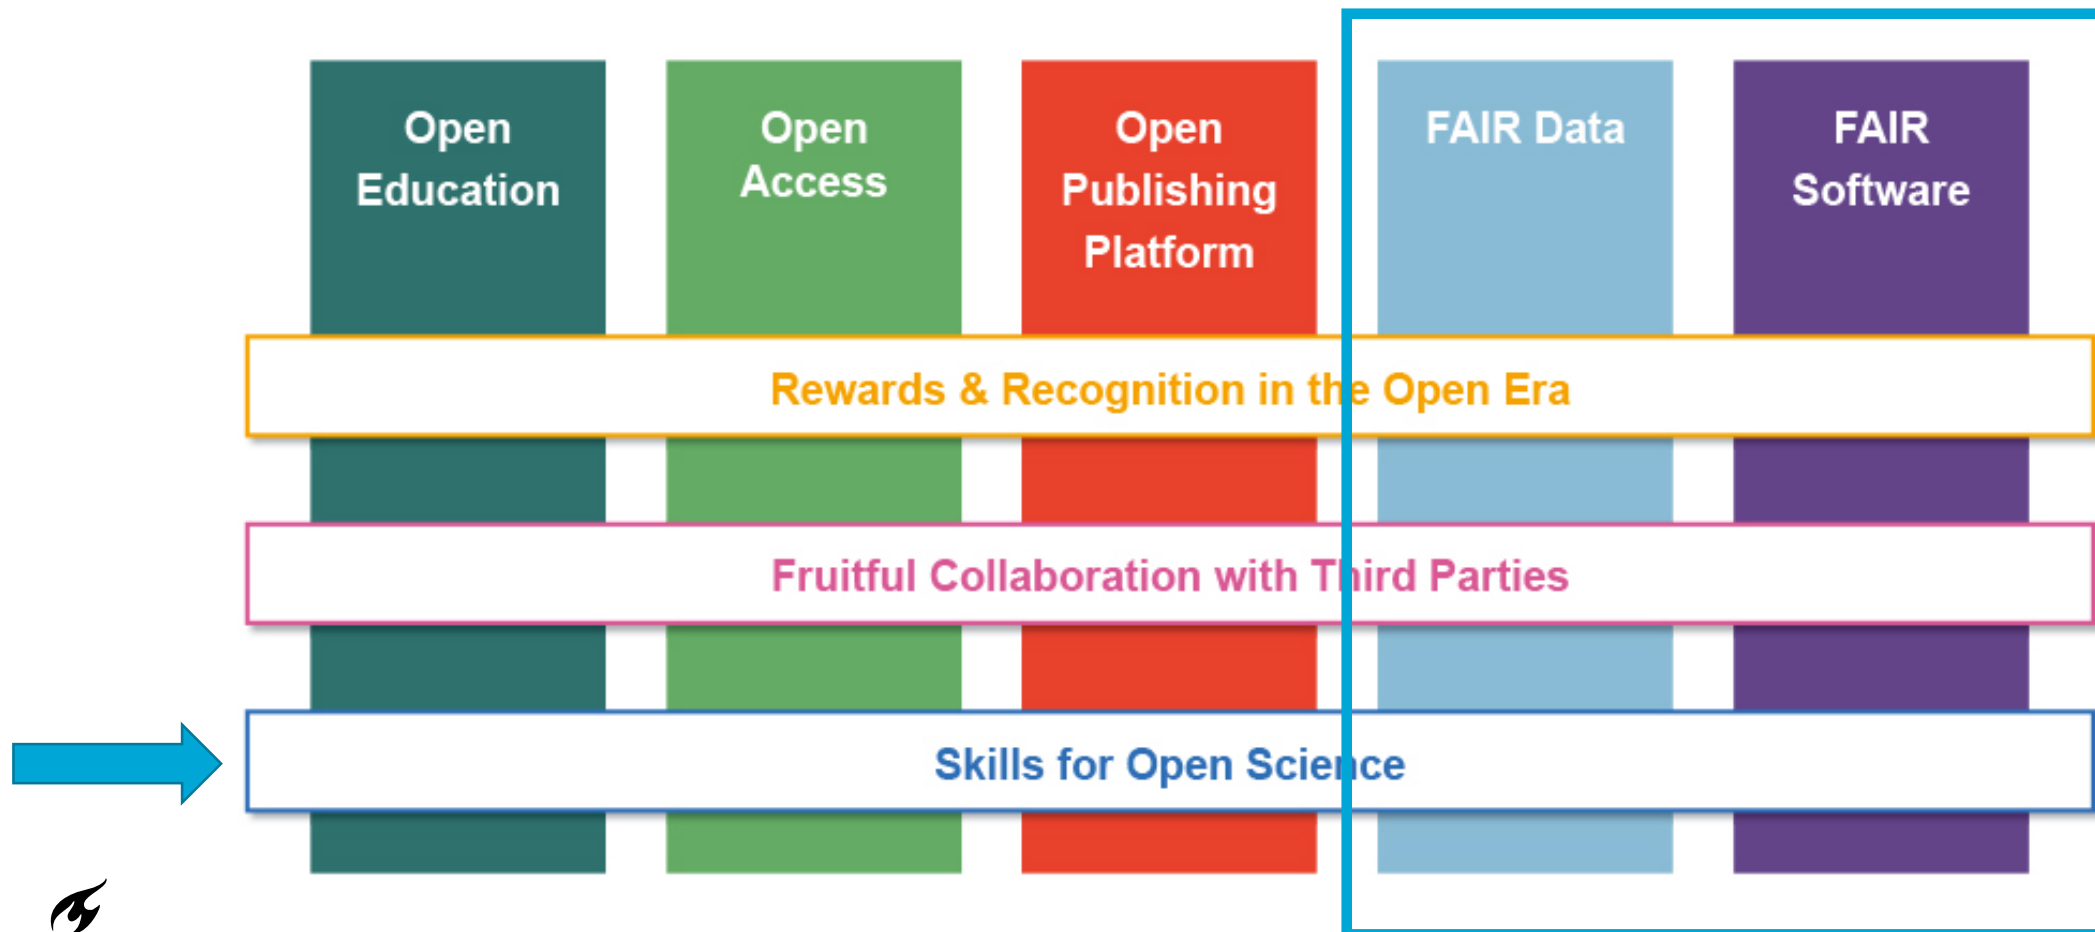 Open
Education
Open
Access
Open
Publishing
Platform
FAIR Data
FAIR
Software
Rewards & Recognition in the Open Era
Fruitful Collaboration with Third Parties
Skills for Open Science